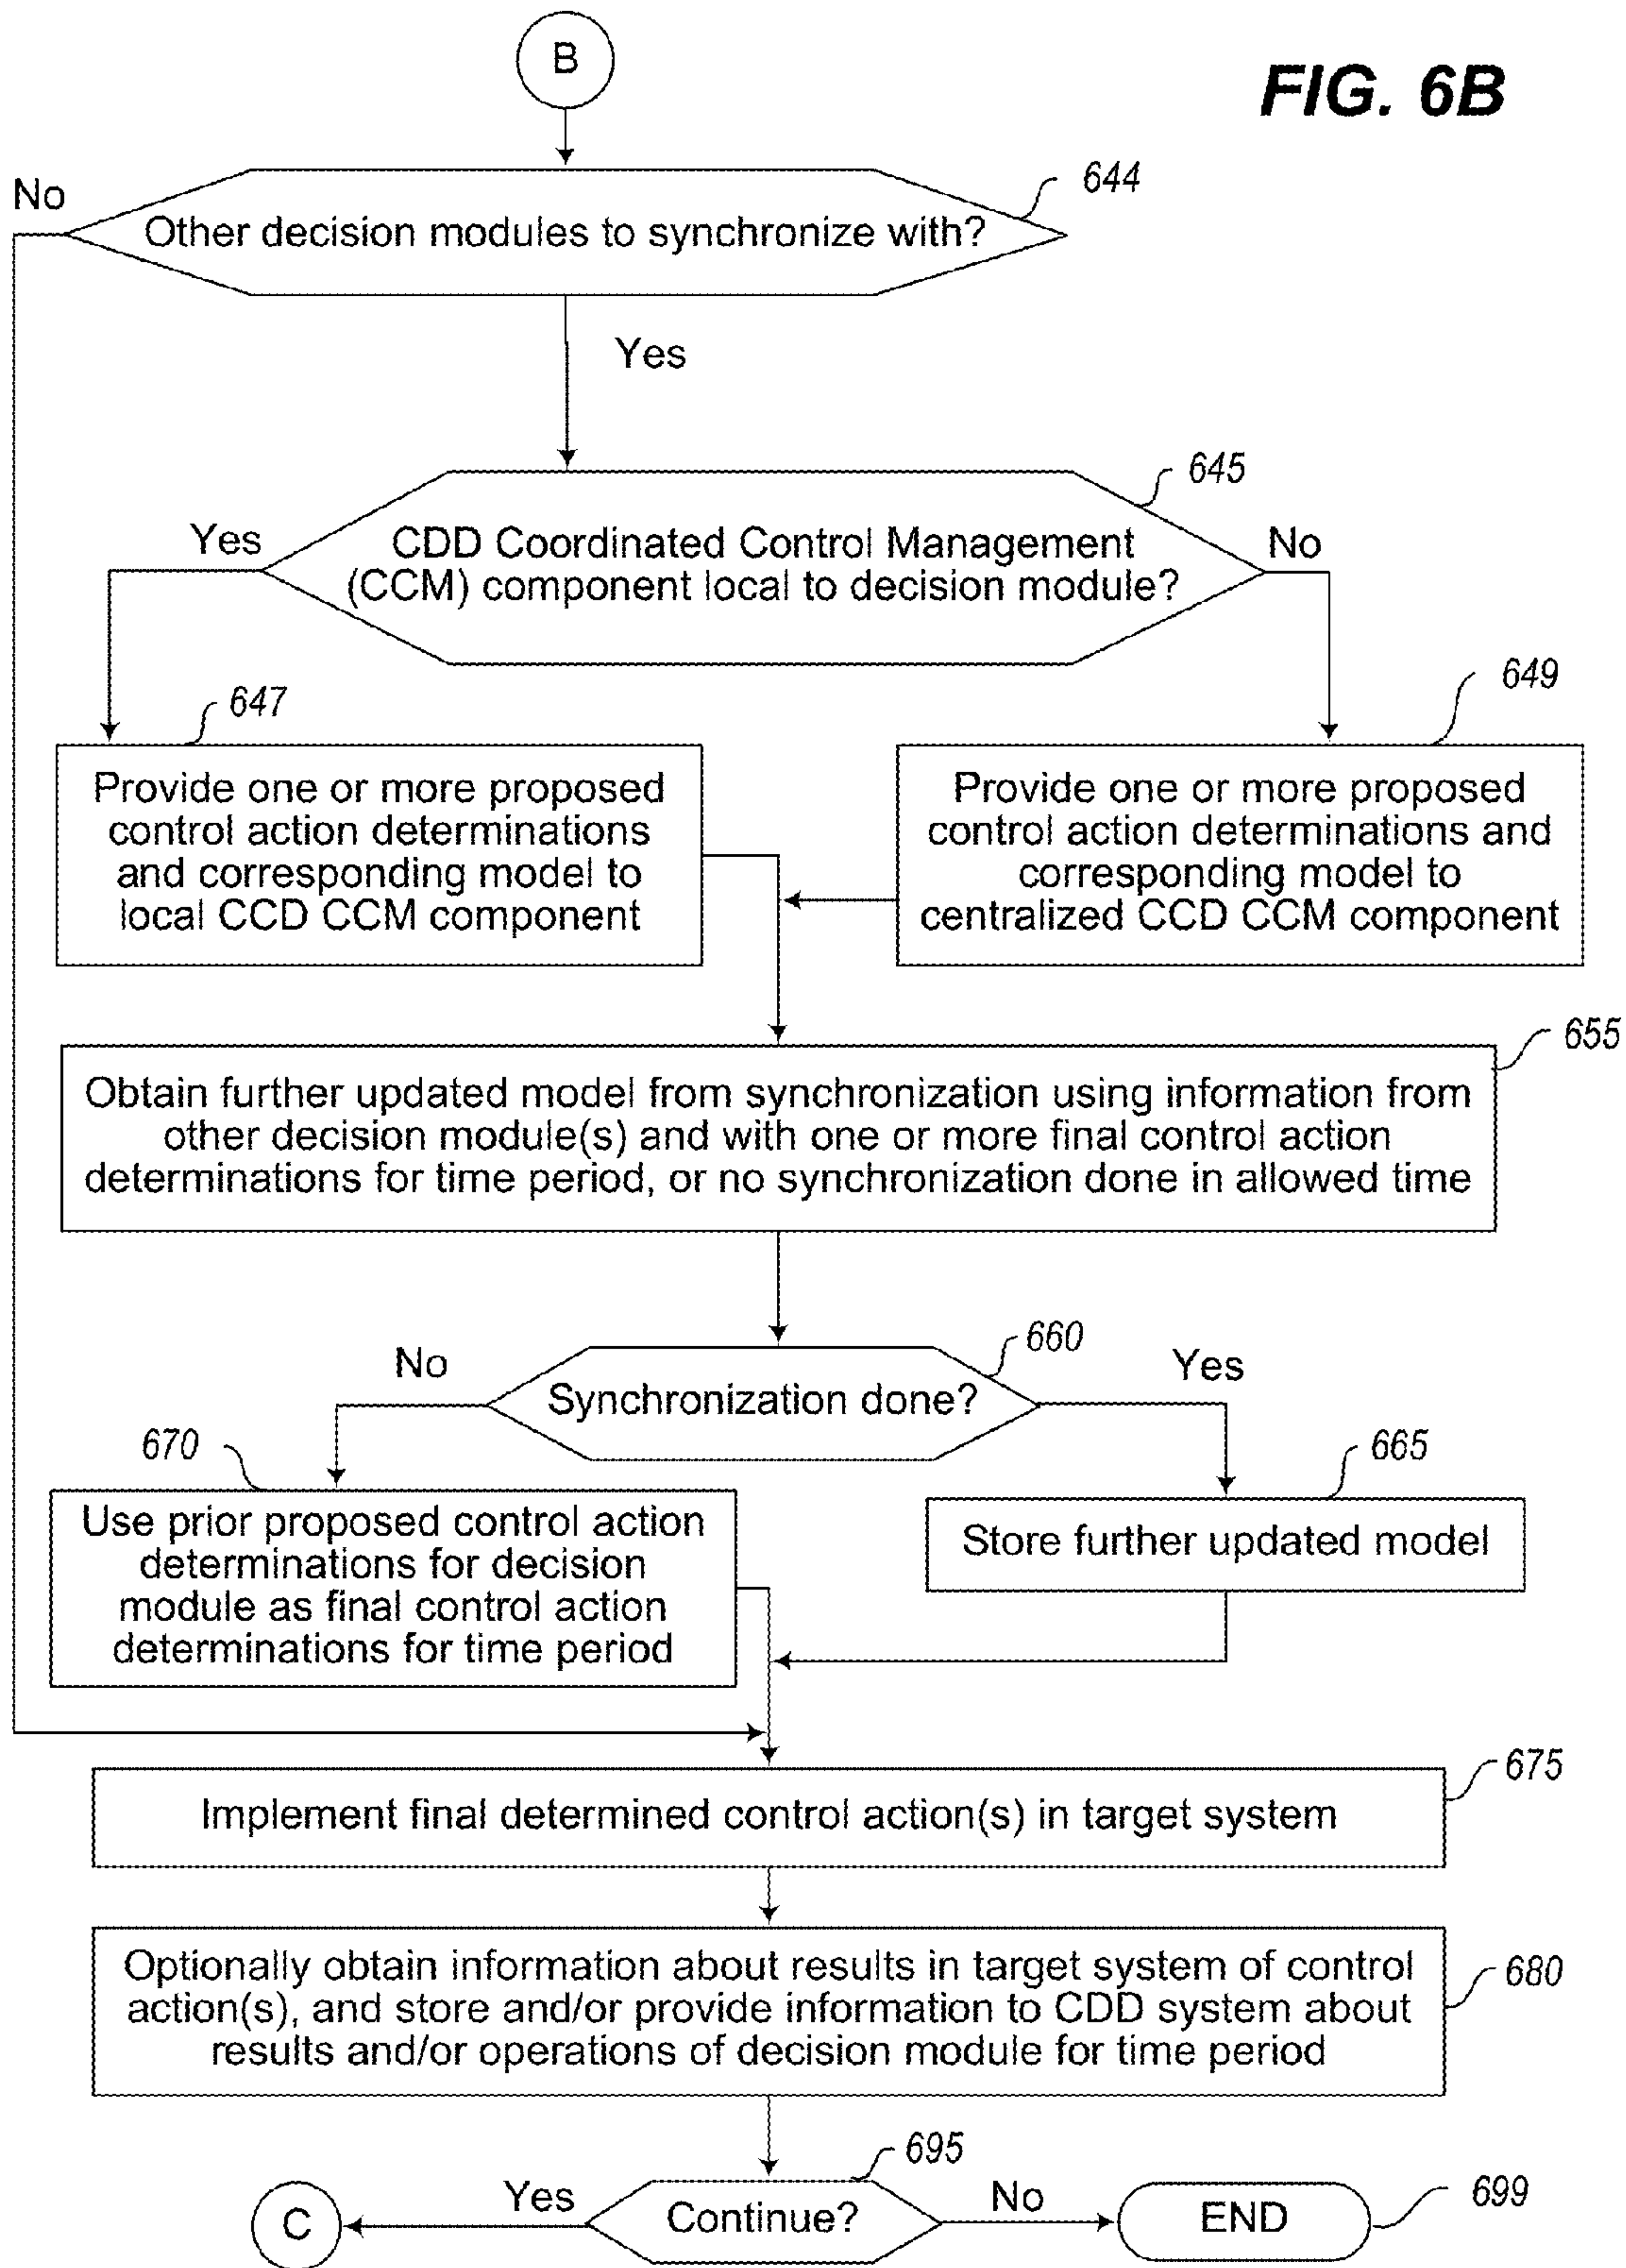 B
FIG. 6B
644
No
Other decision modules to synchronize with?
Yes
645
Yes
No
CDD Coordinated Control Management
(CCM) component local to decision module?
647
649
Provide one or more proposed
control action determinations
and corresponding model to
local CCD CCM component
Provide one or more proposed
control action determinations and
corresponding model to
centralized CCD CCM component
655
Obtain further updated model from synchronization using information from
other decision module(s) and with one or more final control action
determinations for time period, or no synchronization done in allowed time
660
No
Yes
Synchronization done?
670
665
Use prior proposed control action
determinations for decision
module as final control action
determinations for time period
Store further updated model
675
Implement final determined control action(s) in target system
680
Optionally obtain information about results in target system of control
action(s), and store and/or provide information to CDD system about
results and/or operations of decision module for time period
695
C
Yes
Continue?
No
END
699